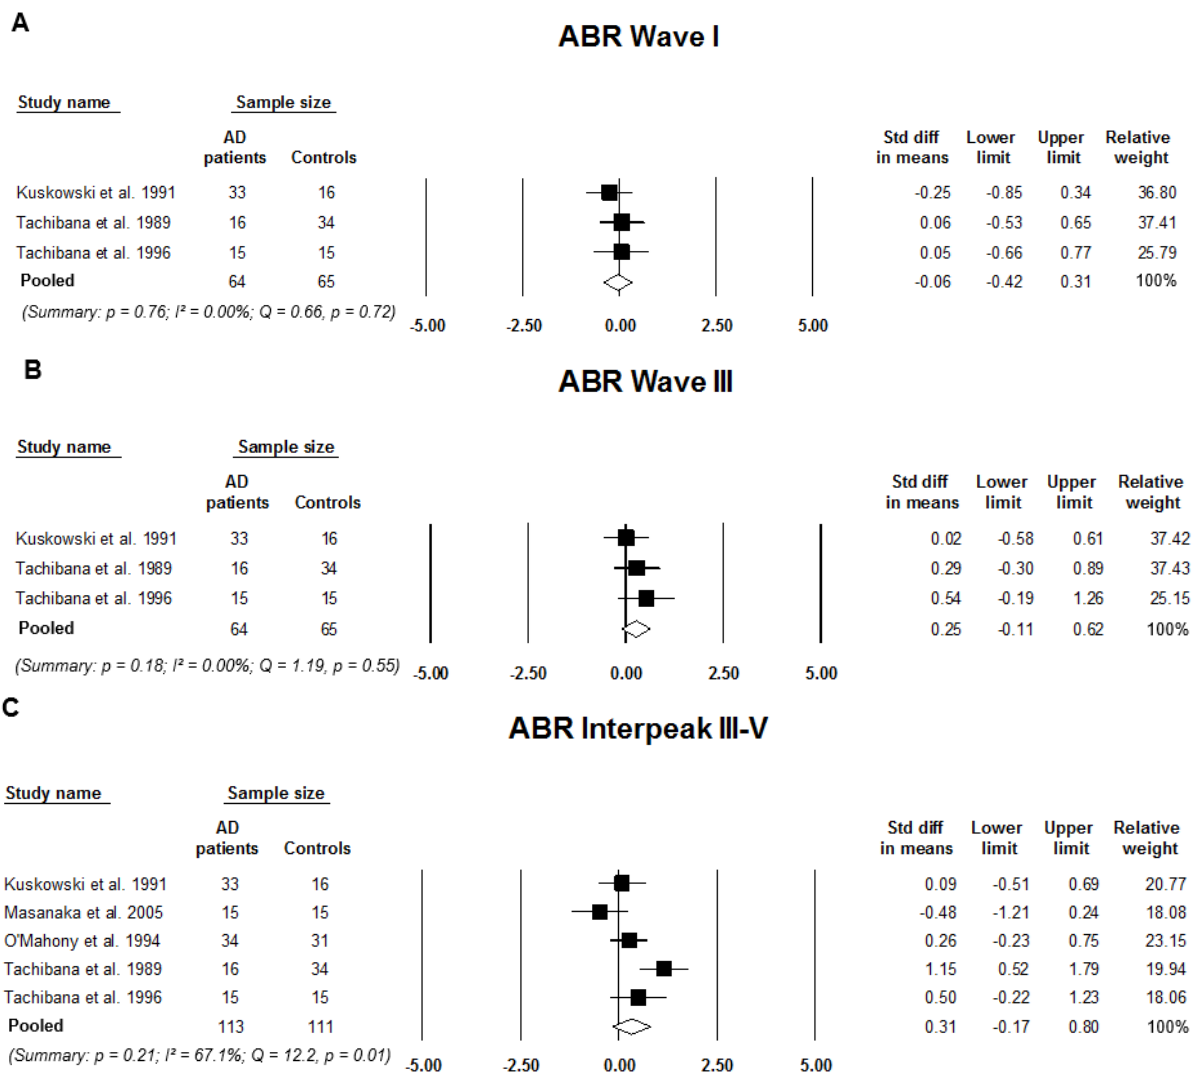 A
ABR Wave I
Study name Sample size
AD patients Controls
Std diff in means Lower limit Upper limit Relative weight
Kuskowski et al. 1991 33 16 -0.25 -0.85 0.34 36.80
Tachibana et al. 1989 16 34 0.06 -0.53 0.65 37.41
Tachibana et al. 1996 15 15 0.05 -0.66 0.77 25.79
Pooled 64 65 -0.06 -0.42 0.31 100%
(Summary: p = 0.76; I² = 0.00%; Q = 0.66, p = 0.72)
-5.00 -2.50 0.00 2.50 5.00
B
ABR Wave III
Study name Sample size
AD patients Controls
Std diff in means Lower limit Upper limit Relative weight
Kuskowski et al. 1991 33 16 0.02 -0.58 0.61 37.42
Tachibana et al. 1989 16 34 0.29 -0.30 0.89 37.43
Tachibana et al. 1996 15 15 0.54 -0.19 1.26 25.15
Pooled 64 65 0.25 -0.11 0.62 100%
(Summary: p = 0.18; I² = 0.00%; Q = 1.19, p = 0.55)
-5.00 -2.50 0.00 2.50 5.00
C
ABR Interpeak III-V
Study name Sample size
AD patients Controls
Std diff in means Lower limit Upper limit Relative weight
Kuskowski et al. 1991 33 16 0.09 -0.51 0.69 20.77
Masanaka et al. 2005 15 15 -0.48 -1.21 0.24 18.08
O'Mahony et al. 1994 34 31 0.26 -0.23 0.75 23.15
Tachibana et al. 1989 16 34 1.15 0.52 1.79 19.94
Tachibana et al. 1996 15 15 0.50 -0.22 1.23 18.06
Pooled 113 111 0.31 -0.17 0.80 100%
(Summary: p = 0.21; I² = 67.1%; Q = 12.2, p = 0.01)
-5.00 -2.50 0.00 2.50 5.00